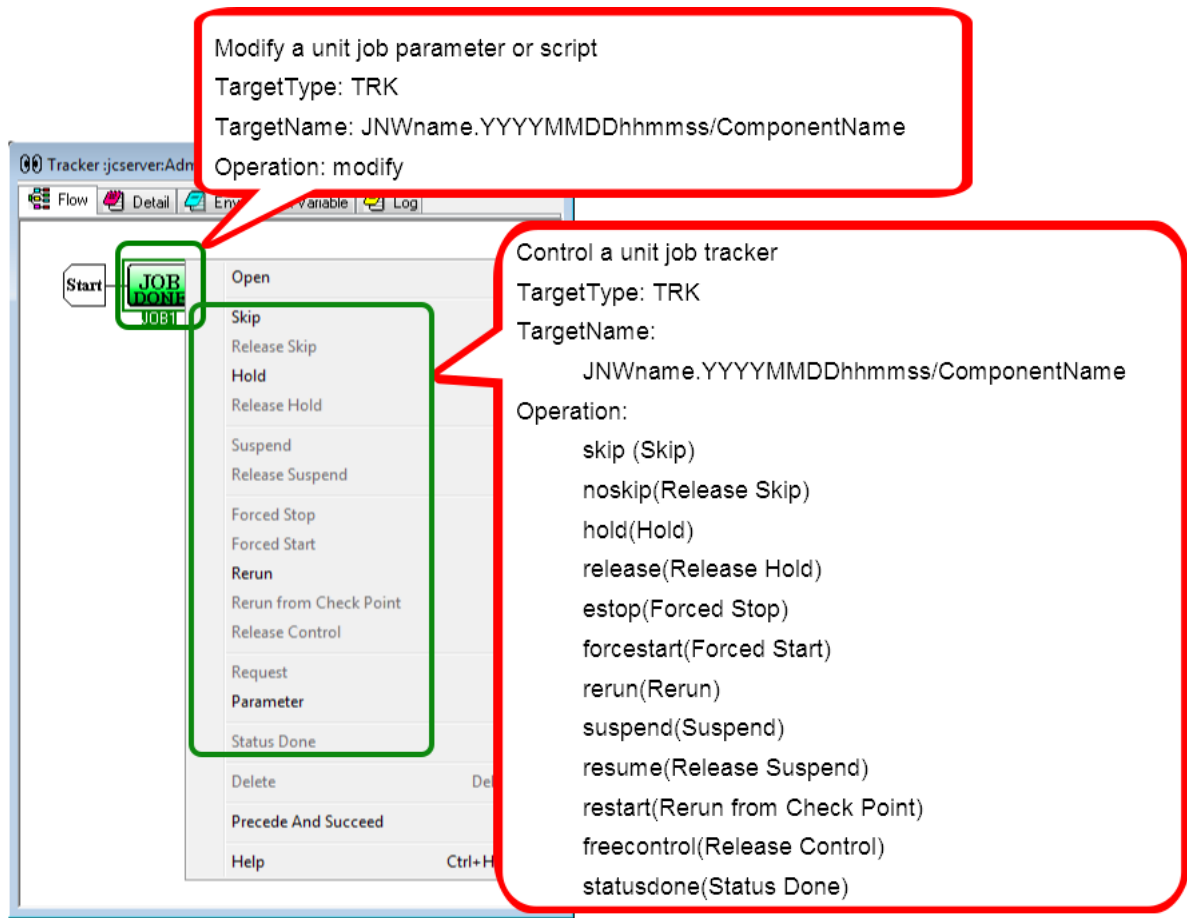 Modify a unit job parameter or script
TargetType: TRK
TargetName: JNWname.YYYYMMDDhhmmss/ComponentName
Operation: modify
Tracker :jcserver:Adm
Flow
Detail
Variable
Log
Start
JOB
DONE
JOB1
Open
Skip
Release Skip
Hold
Release Hold
Suspend
Release Suspend
Forced Stop
Forced Start
Rerun
Rerun from Check Point
Release Control
Request
Parameter
Status Done
Delete Del
Precede And Succeed
Help Ctrl+H
Control a unit job tracker
TargetType: TRK
TargetName:
JNWname.YYYYMMDDhhmmss/ComponentName
Operation:
skip (Skip)
noskip(Release Skip)
hold(Hold)
release(Release Hold)
estop(Forced Stop)
forcestart(Forced Start)
rerun(Rerun)
suspend(Suspend)
resume(Release Suspend)
restart(Rerun from Check Point)
freecontrol(Release Control)
statusdone(Status Done)